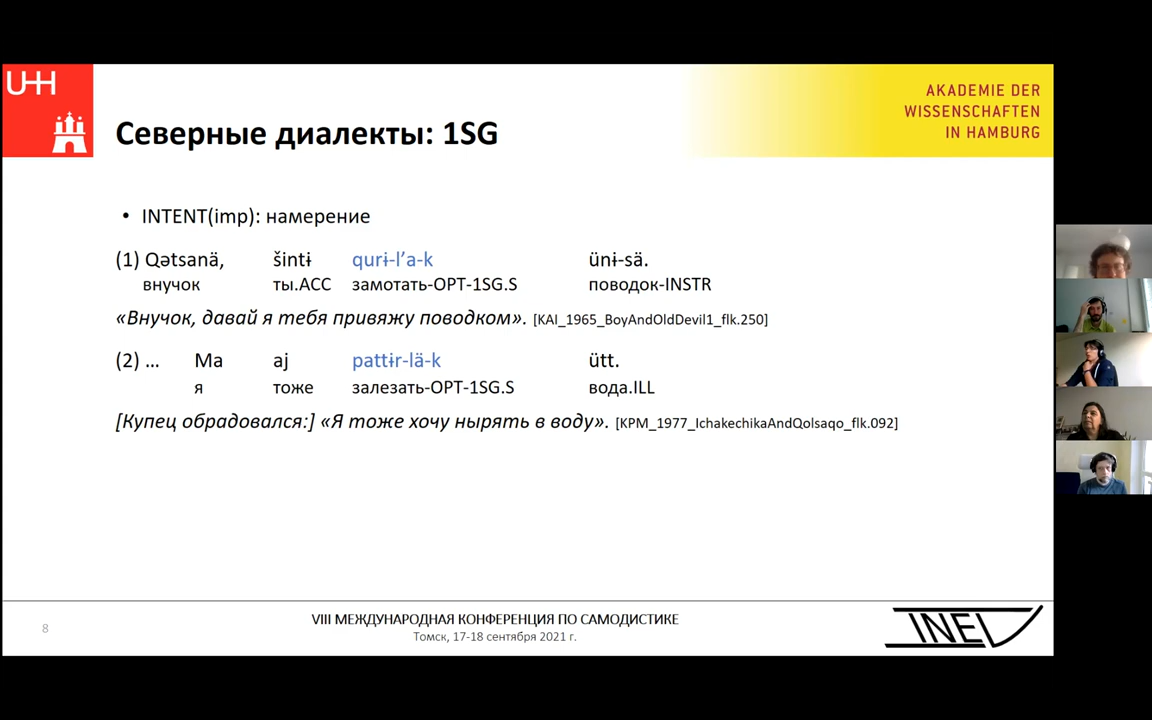 UHH
AKADEMIE DER
WISSENSCHAFTEN
IN HAMBURG
Северные диалекты: 1SG
• INTENT(imp): намерение
(1) Qətsanä, šintɨ qurɨ-l’a-k ünɨ-sä.
внучок ты.ACC замотать-OPT-1SG.S поводок-INSTR
«Внучок, давай я тебя привяжу поводком». [KAI_1965_BoyAndOldDevil1_flk.250]
(2) ... Ma aj pattɨr-lä-k ütt.
я тоже залезать-OPT-1SG.S вода.ILL
[Купец обрадовался:] «Я тоже хочу нырять в воду». [KPM_1977_IchakechikaAndQolsaqo_flk.092]
8
VIII МЕЖДУНАРОДНАЯ КОНФЕРЕНЦИЯ ПО САМОДИСТИКЕ
Томск, 17-18 сентября 2021 г.
INEL